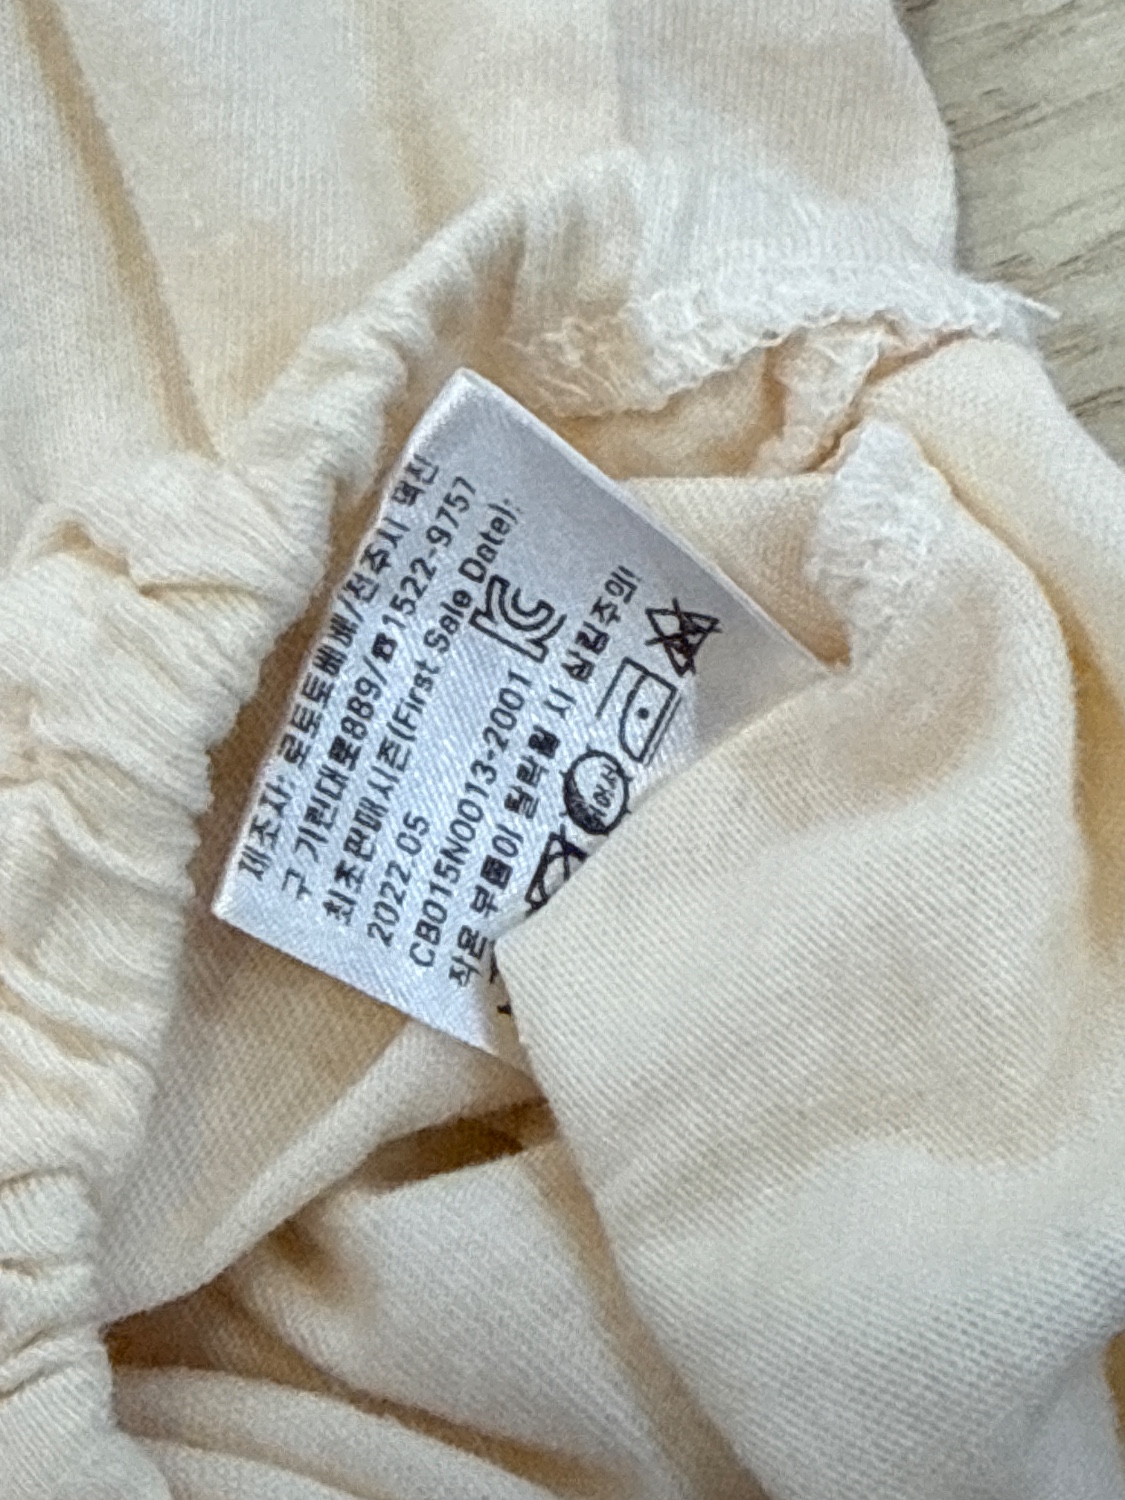 제조자: 로토토베베/전주시 덕진
구 기린대로889/☎1522-9757
최초판매시즌(First Sale Date):
2022.05
CB015N0013-2001
작은 부품이 탈락될 시 삼킴주의!